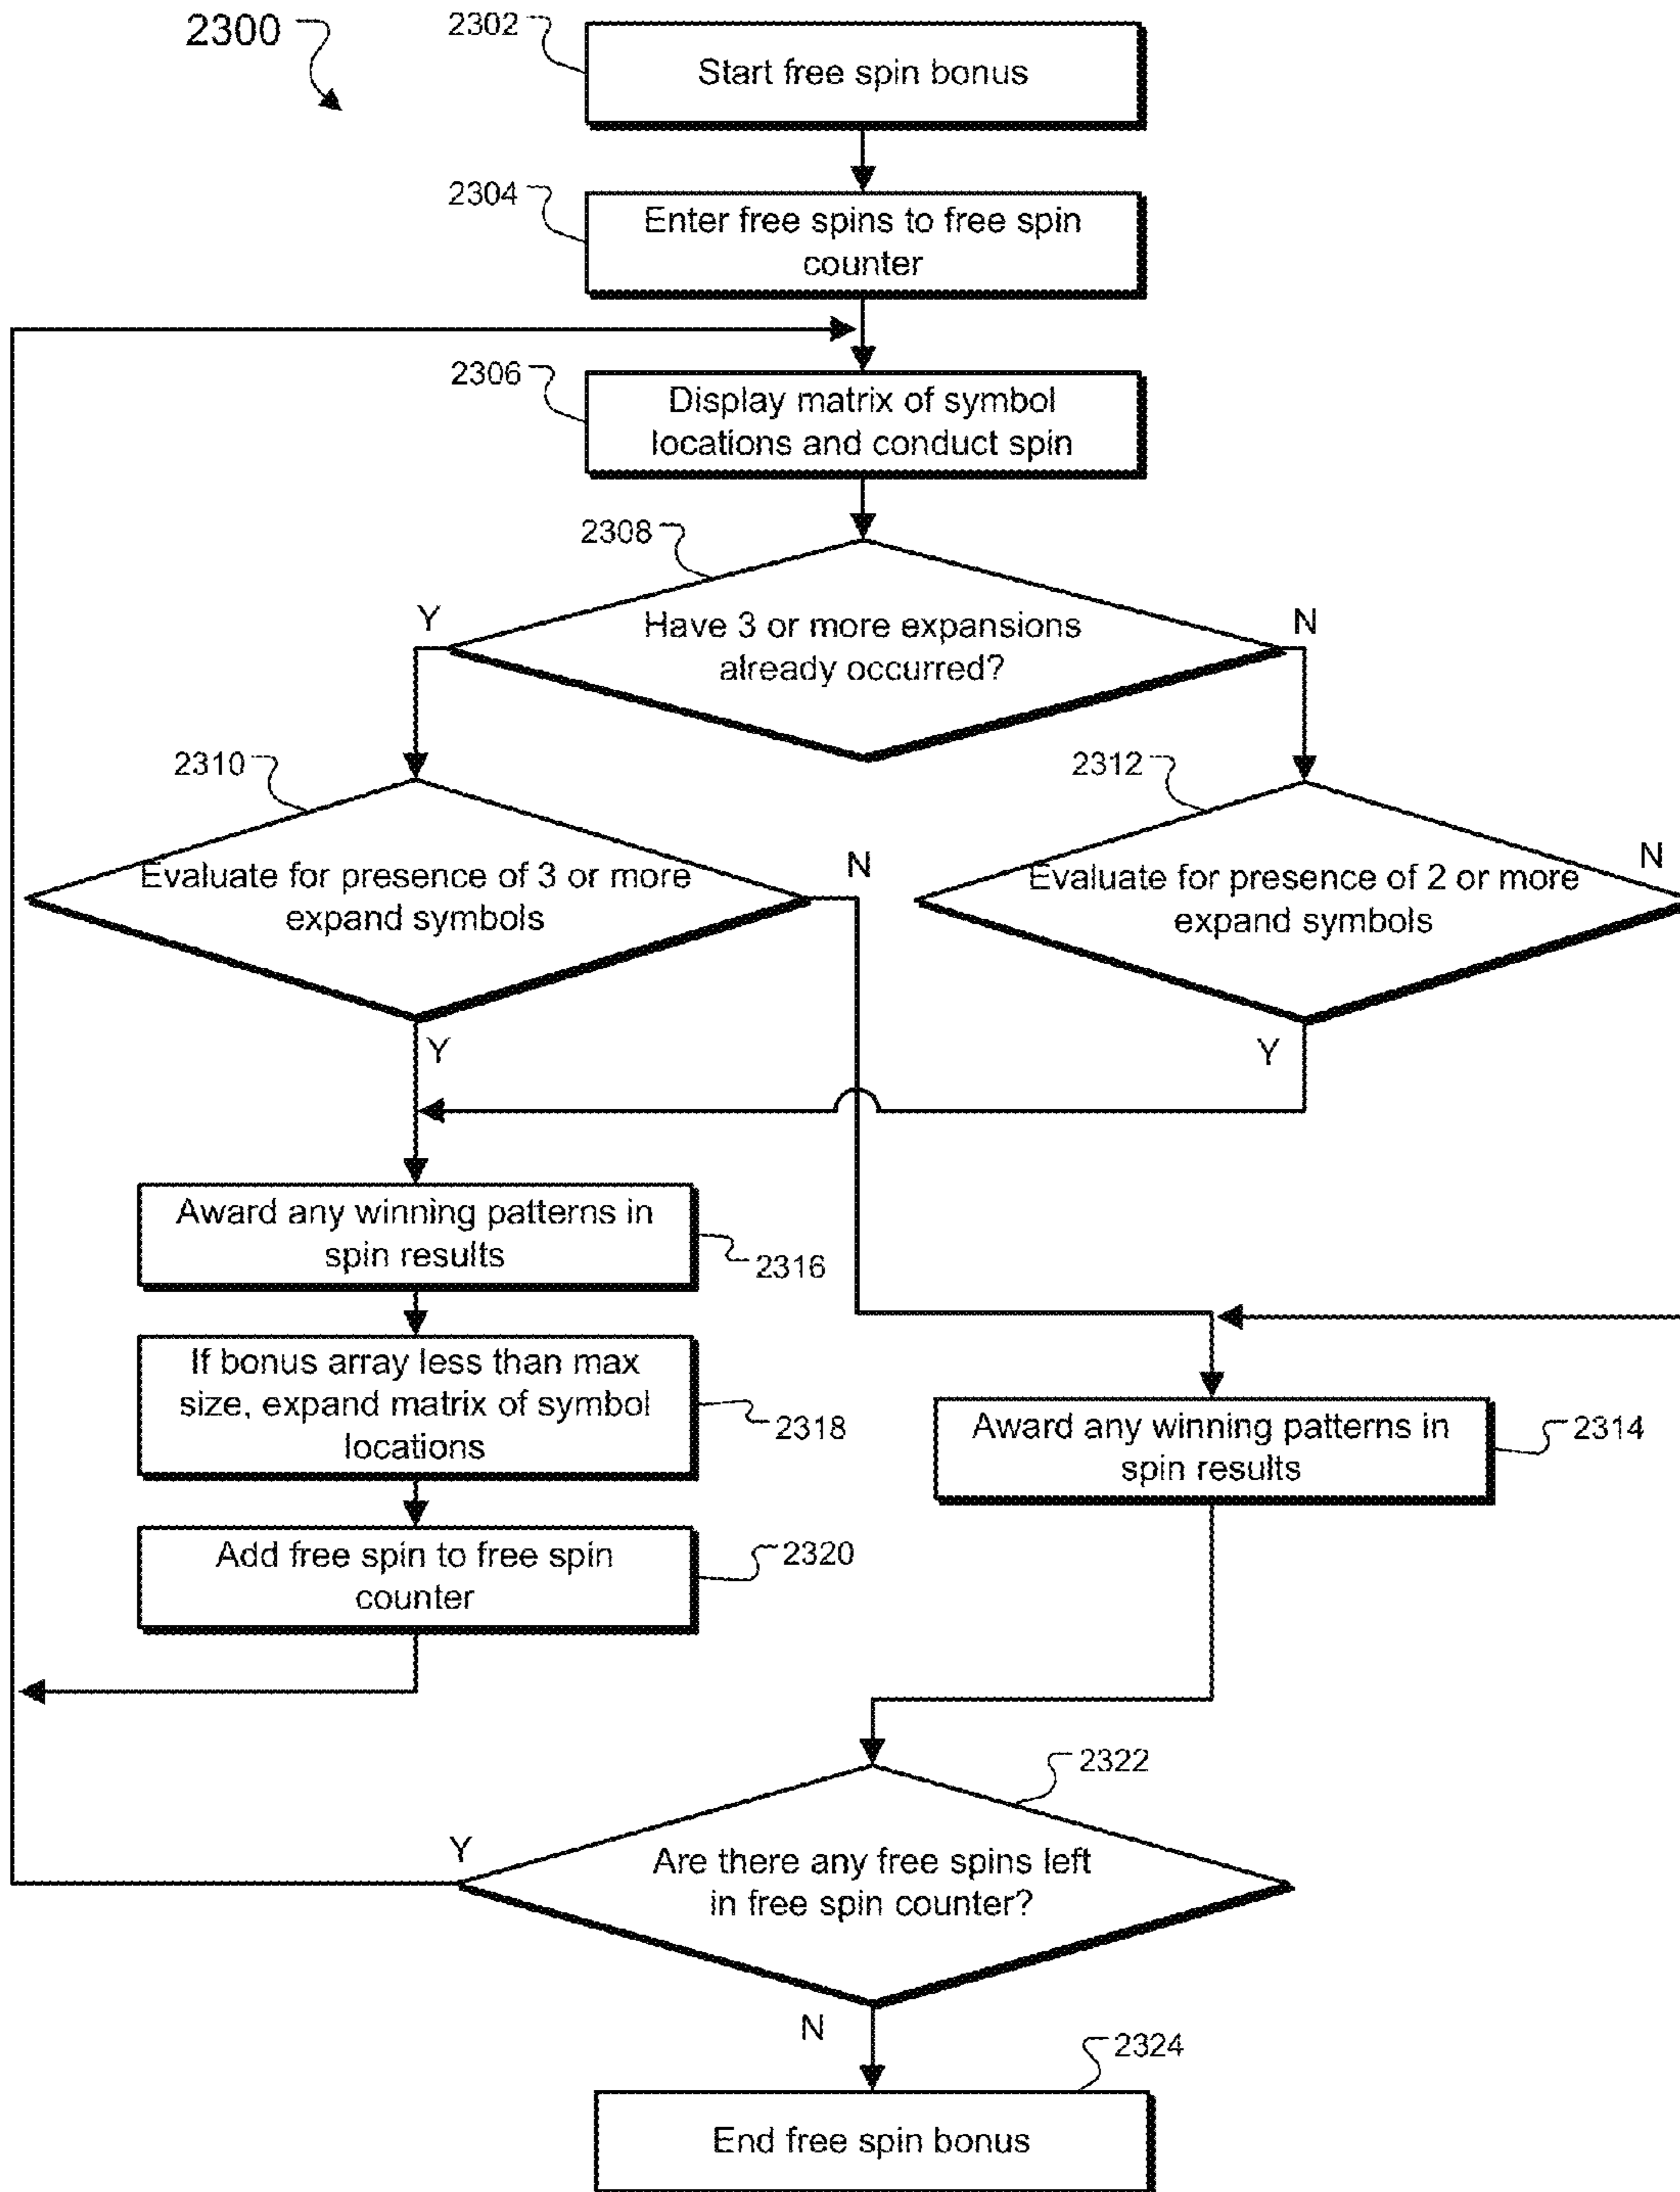 2300
2302
Start free spin bonus
2304
Enter free spins to free spin
counter
2306
Display matrix of symbol
locations and conduct spin
2308
Y
N
Have 3 or more expansions
already occurred?
2310
2312
N
N
Evaluate for presence of 3 or more
expand symbols
Evaluate for presence of 2 or more
expand symbols
Y
Y
Award any winning patterns in
spin results
2316
If bonus array less than max
size, expand matrix of symbol
locations
2318
Award any winning patterns in
spin results
2314
Add free spin to free spin
counter
2320
2322
Y
Are there any free spins left
in free spin counter?
N
2324
End free spin bonus